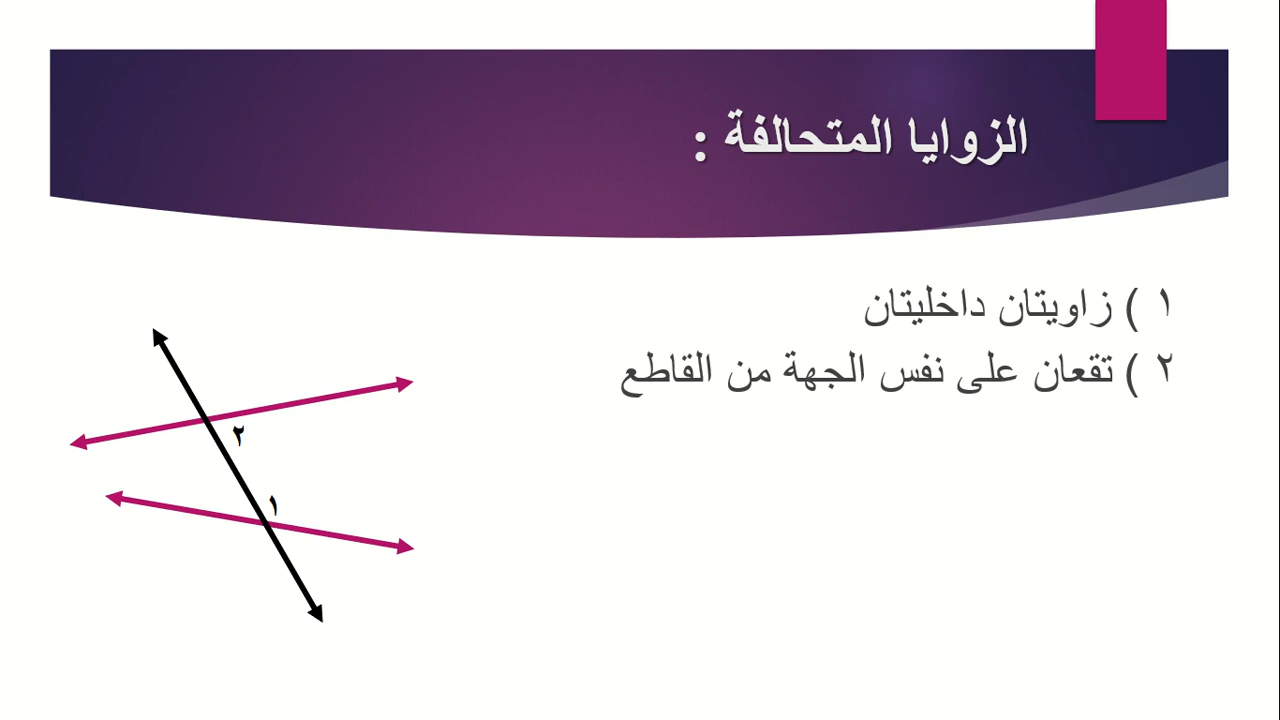 الزوايا المتحالفة :
١ ) زاويتان داخليتان
٢ ) تقعان على نفس الجهة من القاطع
٢
١